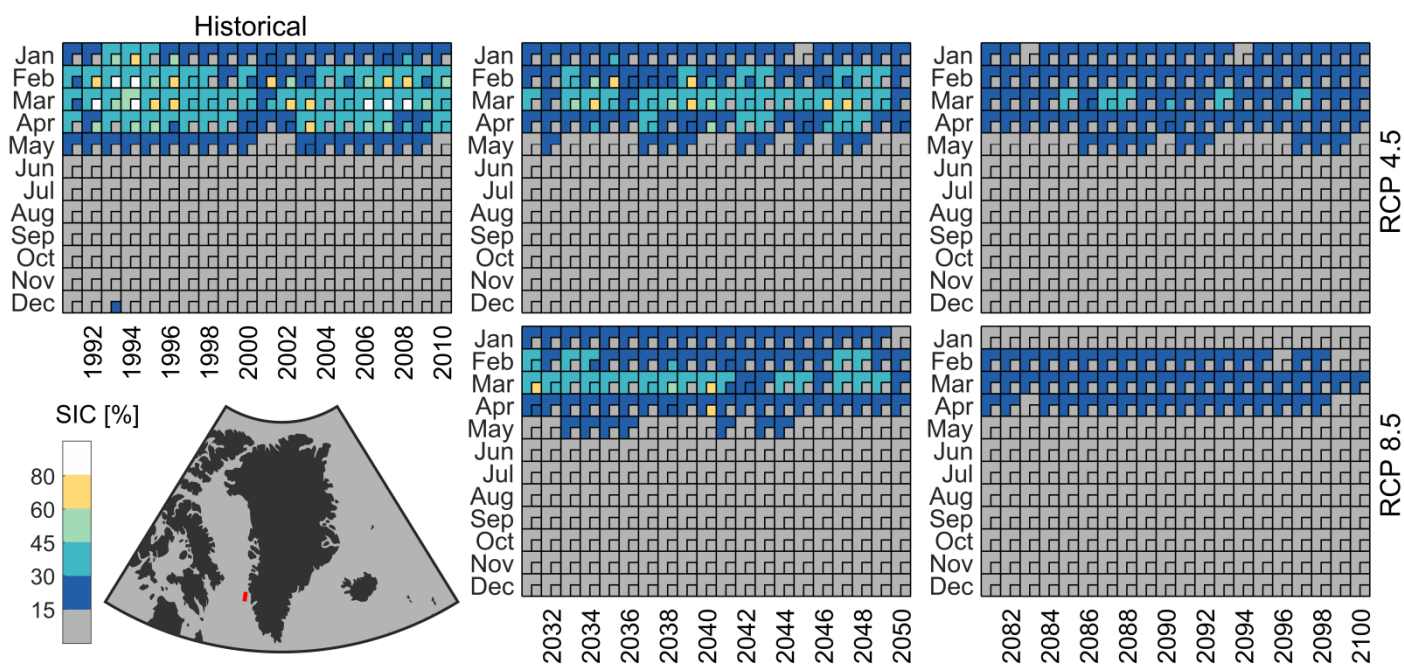 Historical
Jan
Feb
Mar
Apr
May
Jun
Jul
Aug
Sep
Oct
Nov
Dec
1992
1994
1996
1998
2000
2002
2004
2006
2008
2010
Jan
Feb
Mar
Apr
May
Jun
Jul
Aug
Sep
Oct
Nov
Dec
Jan
Feb
Mar
Apr
May
Jun
Jul
Aug
Sep
Oct
Nov
Dec
RCP 4.5
Jan
Feb
Mar
Apr
May
Jun
Jul
Aug
Sep
Oct
Nov
Dec
2032
2034
2036
2038
2040
2042
2044
2046
2048
2050
Jan
Feb
Mar
Apr
May
Jun
Jul
Aug
Sep
Oct
Nov
Dec
2082
2084
2086
2088
2090
2092
2094
2096
2098
2100
RCP 8.5
SIC [%]
80
60
45
30
15